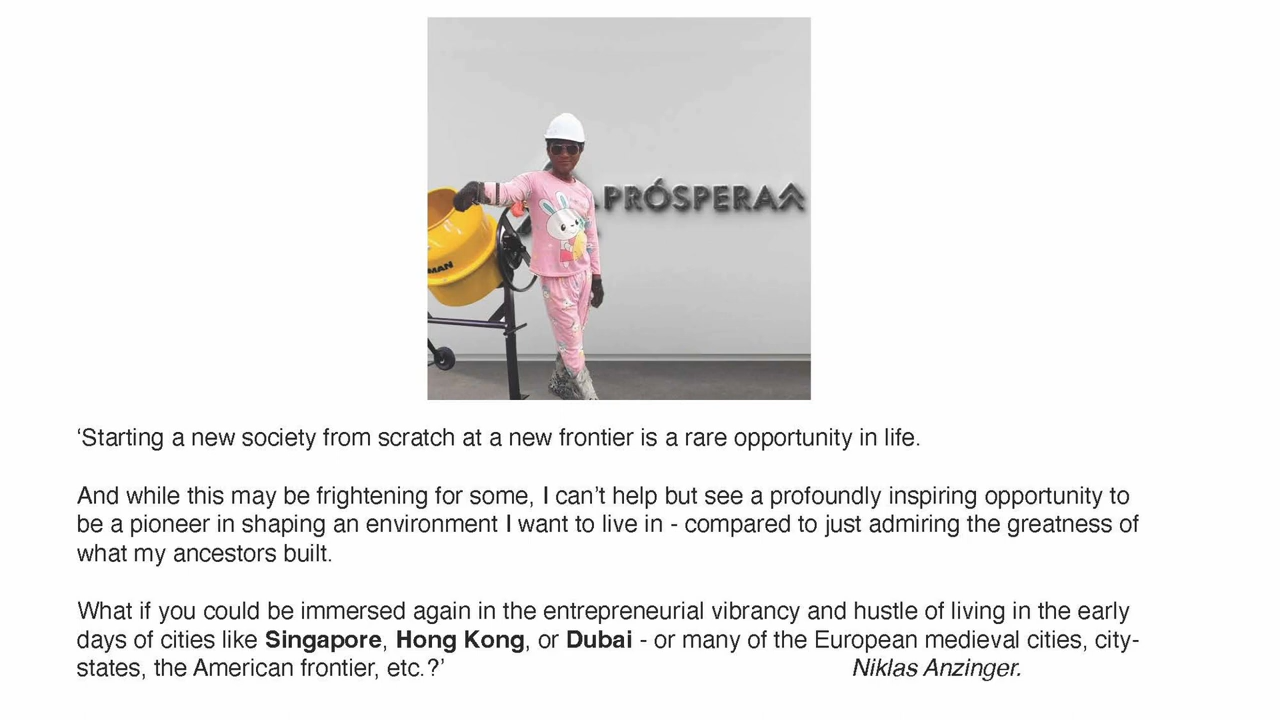 PRÓSPERA
MAN
‘Starting a new society from scratch at a new frontier is a rare opportunity in life.
And while this may be frightening for some, I can’t help but see a profoundly inspiring opportunity to
be a pioneer in shaping an environment I want to live in - compared to just admiring the greatness of
what my ancestors built.
What if you could be immersed again in the entrepreneurial vibrancy and hustle of living in the early
days of cities like Singapore, Hong Kong, or Dubai - or many of the European medieval cities, city-
states, the American frontier, etc.?’ Niklas Anzinger.